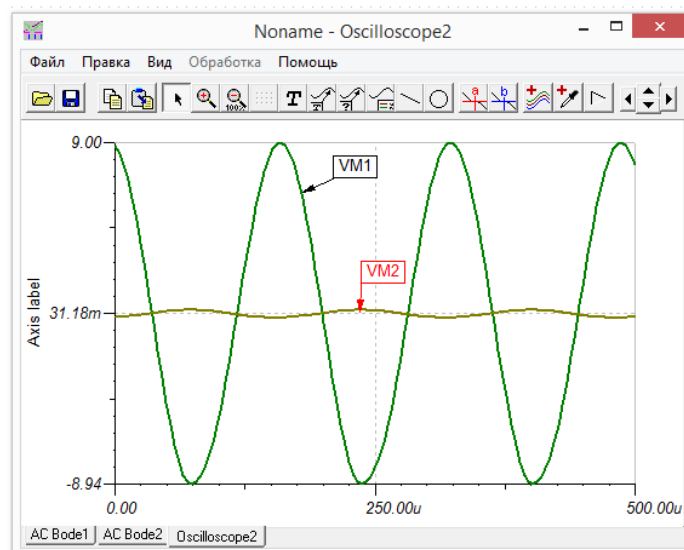 Noname - Oscilloscope2
Файл Правка Вид Обработка Помощь
T T ? 100% a b
9.00
VM1
VM2
Axis label
31.18m
-8.94
0.00 250.00u 500.00u
AC Bode1 AC Bode2 Oscilloscope2